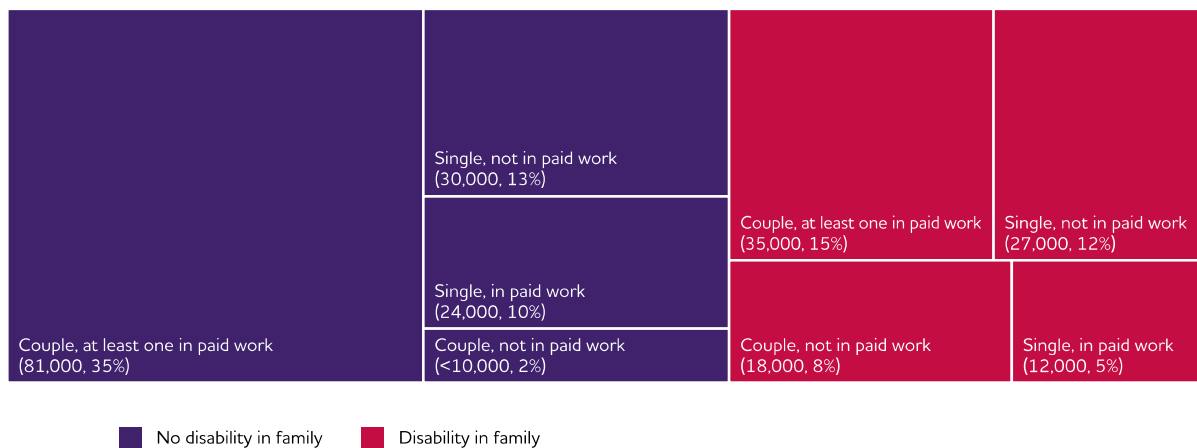 Couple, at least one in paid work
(81,000, 35%)
Single, not in paid work
(30,000, 13%)
Single, in paid work
(24,000, 10%)
Couple, not in paid work
(<10,000, 2%)
Couple, at least one in paid work
(35,000, 15%)
Single, not in paid work
(27,000, 12%)
Couple, not in paid work
(18,000, 8%)
Single, in paid work
(12,000, 5%)
No disability in family
Disability in family